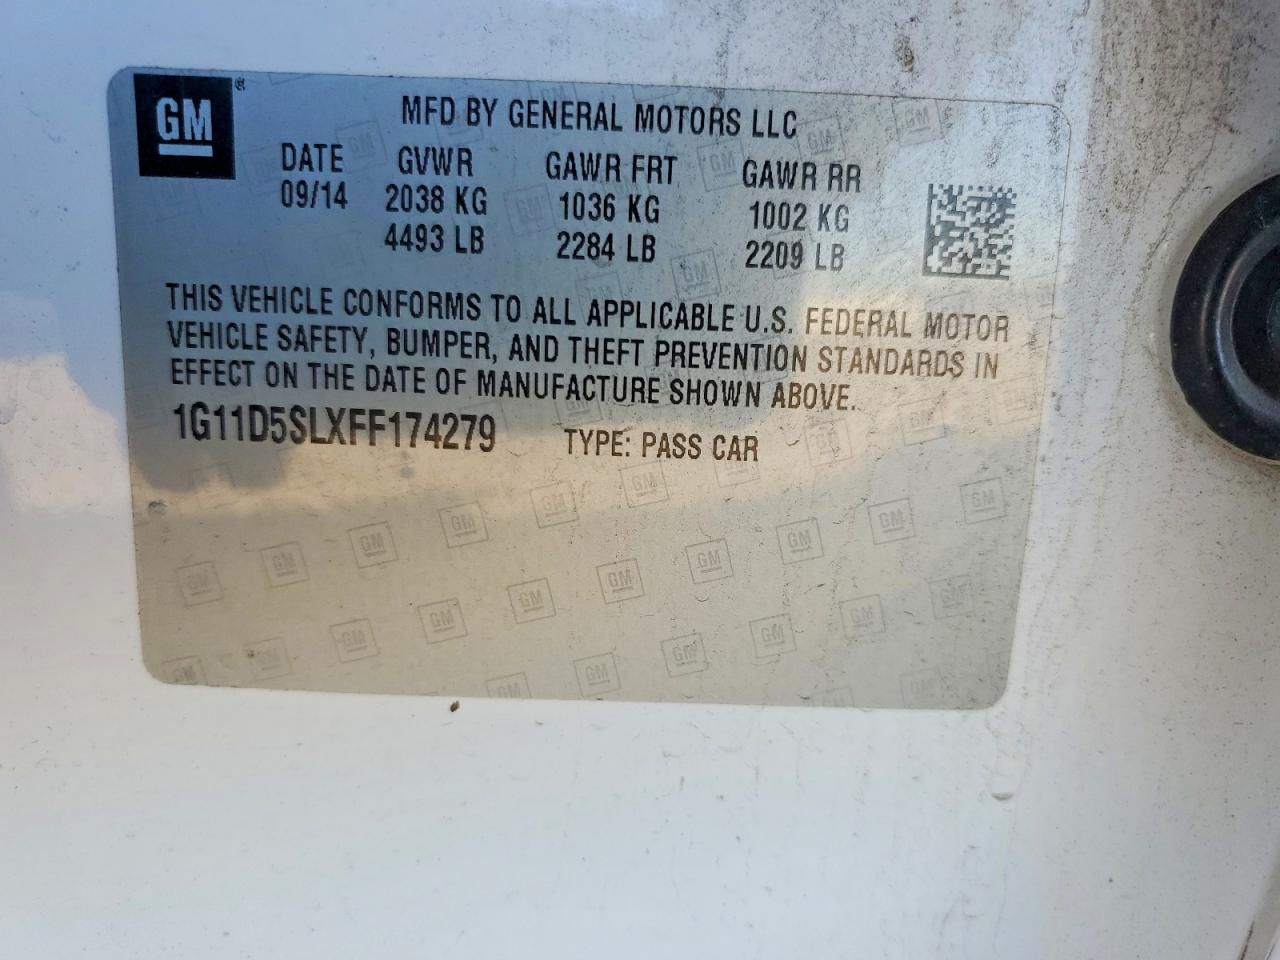 GM®
MFD BY GENERAL MOTORS LLC
DATE GVWR GAWR FRT GAWR RR
09/14 2038 KG 1036 KG 1002 KG
4493 LB 2284 LB 2209 LB
THIS VEHICLE CONFORMS TO ALL APPLICABLE U.S. FEDERAL MOTOR
VEHICLE SAFETY, BUMPER, AND THEFT PREVENTION STANDARDS IN
EFFECT ON THE DATE OF MANUFACTURE SHOWN ABOVE.
1G11D5SLXFF174279 TYPE: PASS CAR